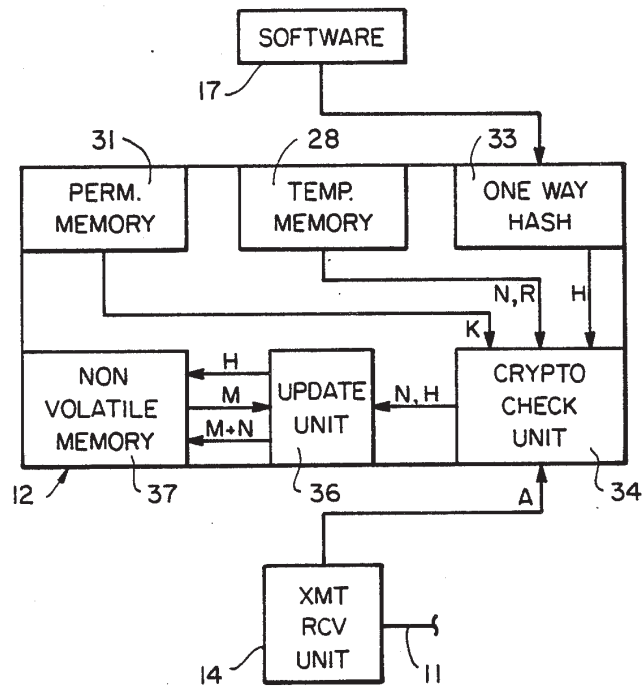 SOFTWARE
17
31
28
33
PERM.
MEMORY
TEMP.
MEMORY
ONE WAY
HASH
N,R
H
K
NON
VOLATILE
MEMORY
H
M
M+N
UPDATE
UNIT
N,H
CRYPTO
CHECK
UNIT
12
37
36
34
A
XMT
RCV
UNIT
14
11